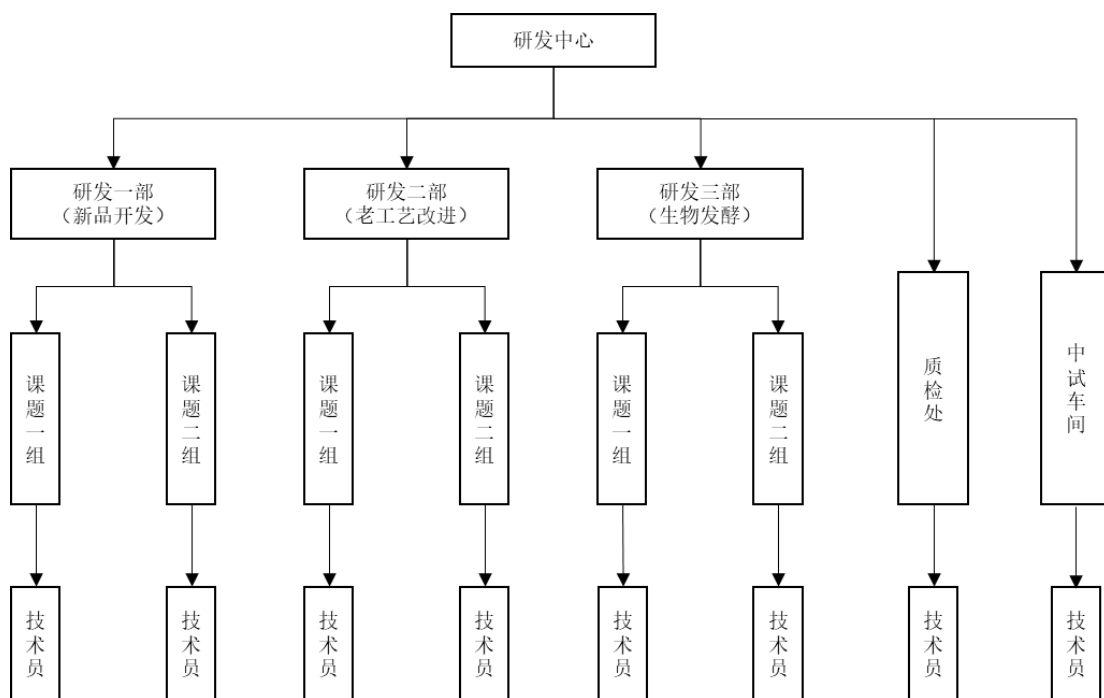 研发中心
研发一部
（新品开发）
研发二部
（老工艺改进）
研发三部
（生物发酵）
课题一组
课题二组
课题一组
课题二组
课题一组
课题二组
质检处
中试车间
技术员
技术员
技术员
技术员
技术员
技术员
技术员
技术员